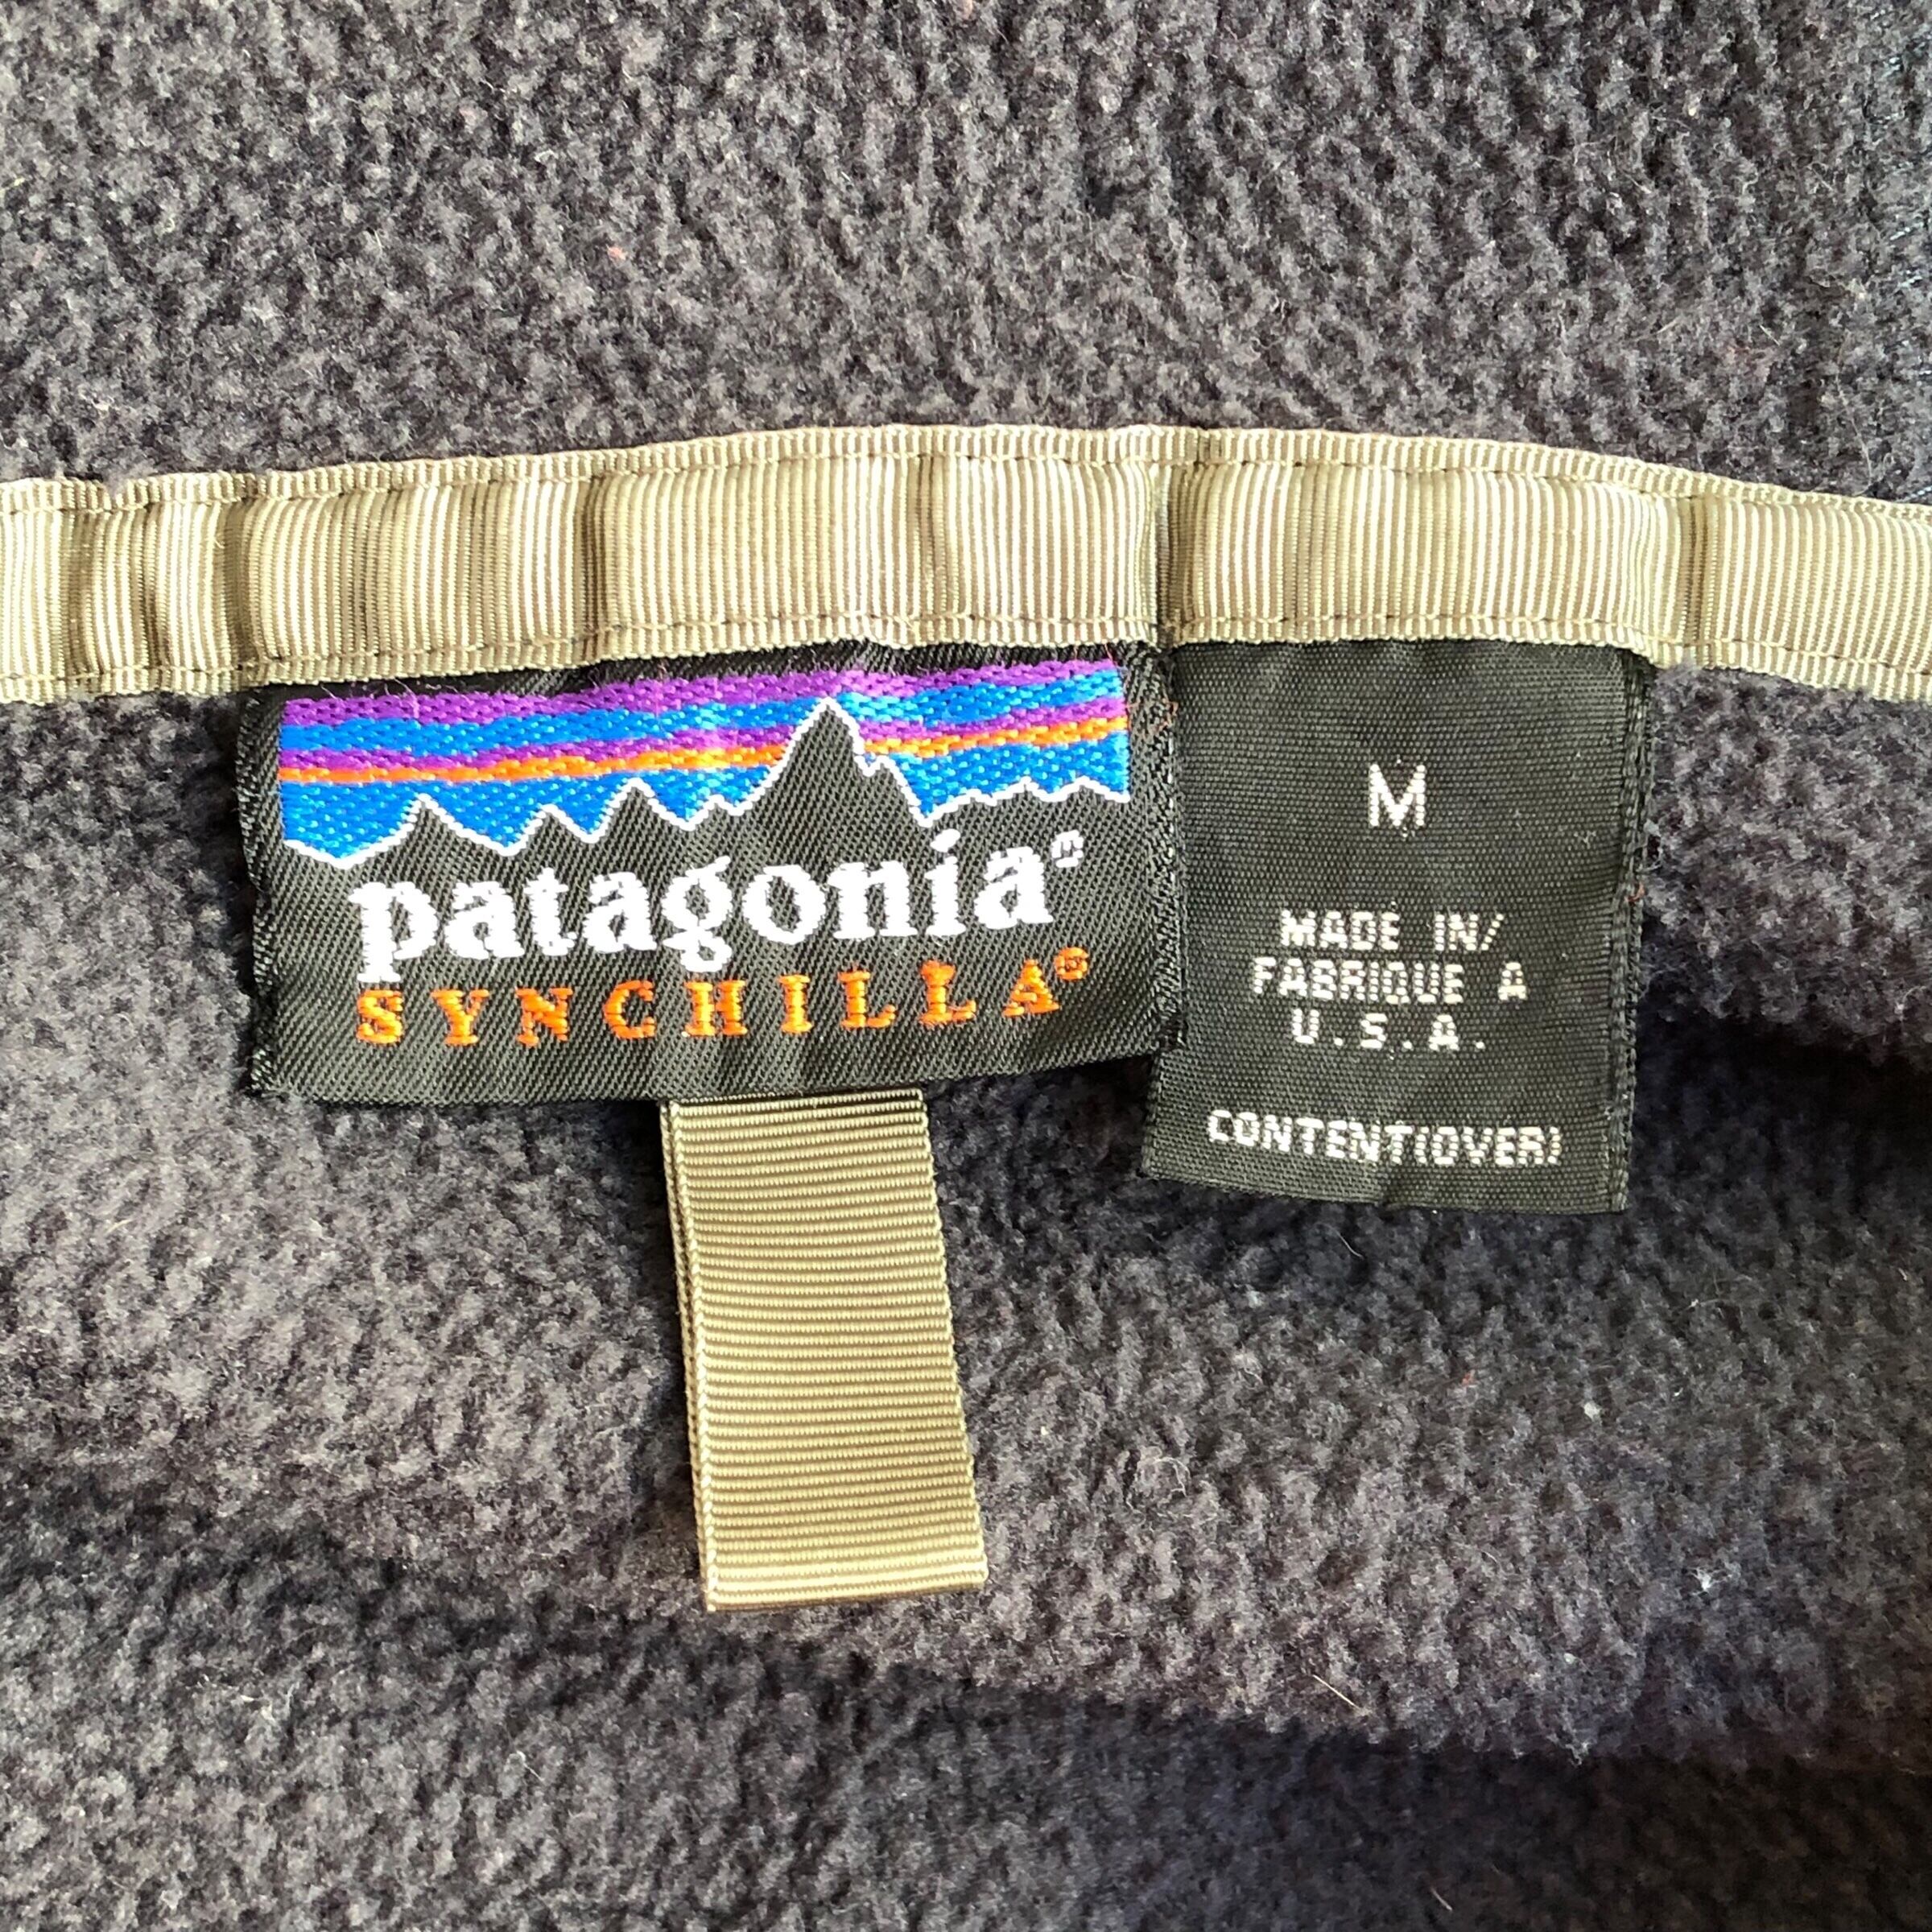 patagonia®
SYNCHILLA®
M
MADE IN/
FABRIQUE A
U.S.A.
CONTENT(OVER)